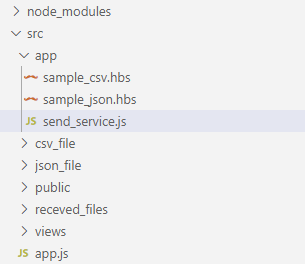 node_modules
src
app
sample_csv.hbs
sample_json.hbs
JS send_service.js
csv_file
json_file
public
receved_files
views
JS app.js